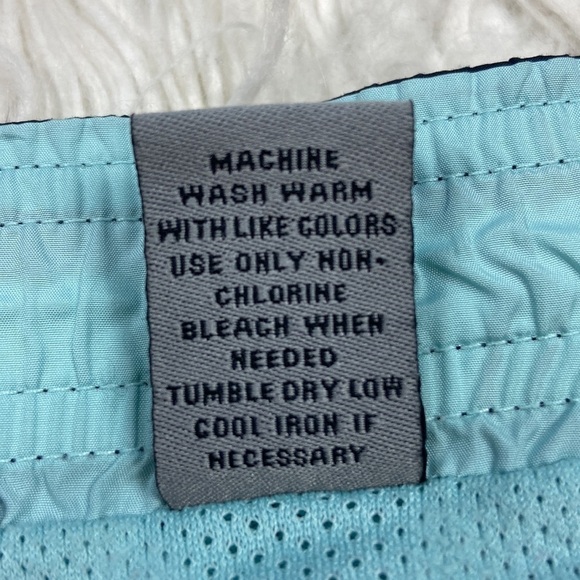 MACHINE
WASH WARM
WITH LIKE COLORS
USE ONLY NON-
CHLORINE
BLEACH WHEN
NEEDED
TUMBLE DRY LOW
COOL IRON IF
NECESSARY